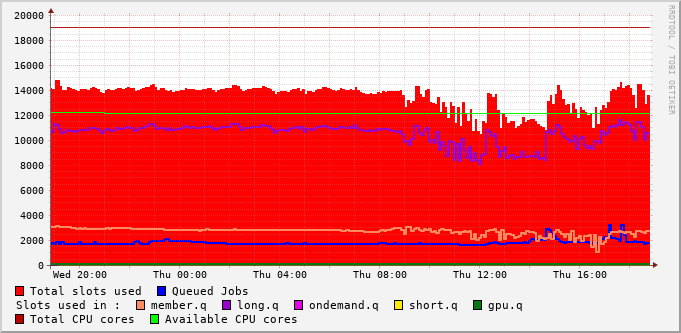 20000
18000
16000
14000
12000
10000
8000
6000
4000
2000
0
Wed 20:00 Thu 00:00 Thu 04:00 Thu 08:00 Thu 12:00 Thu 16:00
RRDTOOL / TOBI OETIKER
Total slots used Queued Jobs
Slots used in : member.q long.q ondemand.q short.q gpu.q
Total CPU cores Available CPU cores